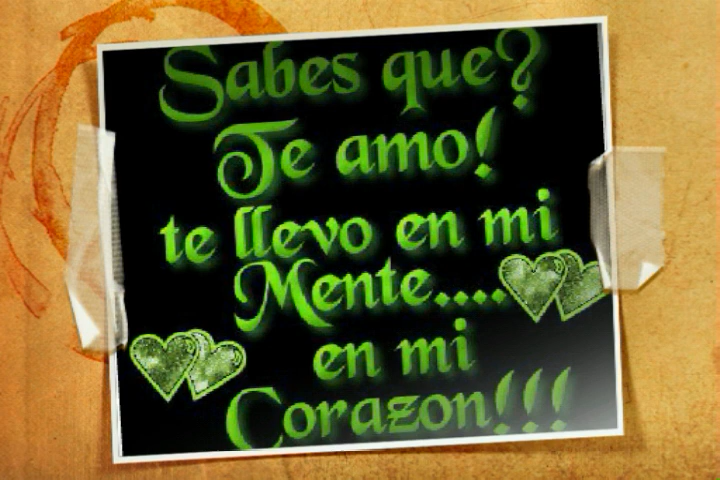 Sabes que?
Te amo!
te llevo en mi
Mente....
en mi
Corazon!!!